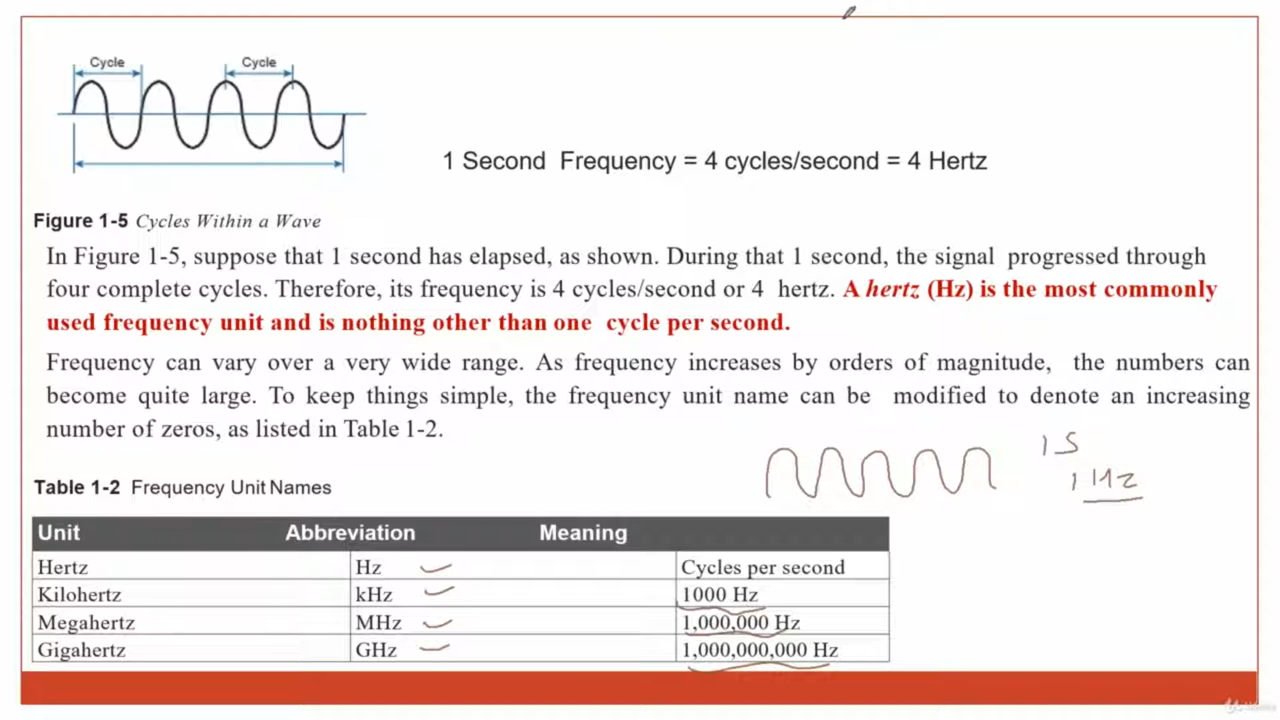 Cycle Cycle
1 Second Frequency = 4 cycles/second = 4 Hertz
Figure 1-5 Cycles Within a Wave
In Figure 1-5, suppose that 1 second has elapsed, as shown. During that 1 second, the signal progressed through
four complete cycles. Therefore, its frequency is 4 cycles/second or 4 hertz. A hertz (Hz) is the most commonly
used frequency unit and is nothing other than one cycle per second.
Frequency can vary over a very wide range. As frequency increases by orders of magnitude, the numbers can
become quite large. To keep things simple, the frequency unit name can be modified to denote an increasing
number of zeros, as listed in Table 1-2.
1 S
1 Hz
Table 1-2 Frequency Unit Names
Unit Abbreviation Meaning
Hertz Hz Cycles per second
Kilohertz kHz 1000 Hz
Megahertz MHz 1,000,000 Hz
Gigahertz GHz 1,000,000,000 Hz